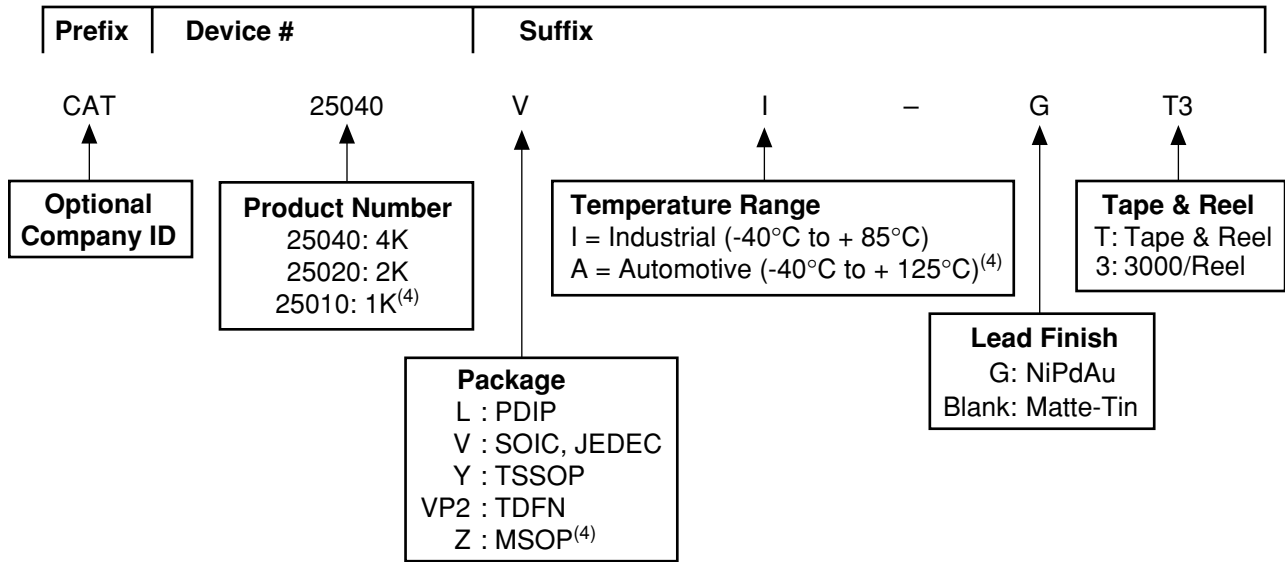 Prefix Device # Suffix
CAT 25040 V I – G T3
Optional
Company ID
Product Number
25040: 4K
25020: 2K
25010: 1K(4)
Temperature Range
I = Industrial (-40°C to + 85°C)
A = Automotive (-40°C to + 125°C)(4)
Tape & Reel
T: Tape & Reel
3: 3000/Reel
Lead Finish
G: NiPdAu
Blank: Matte-Tin
Package
L : PDIP
V : SOIC, JEDEC
Y : TSSOP
VP2 : TDFN
Z : MSOP(4)